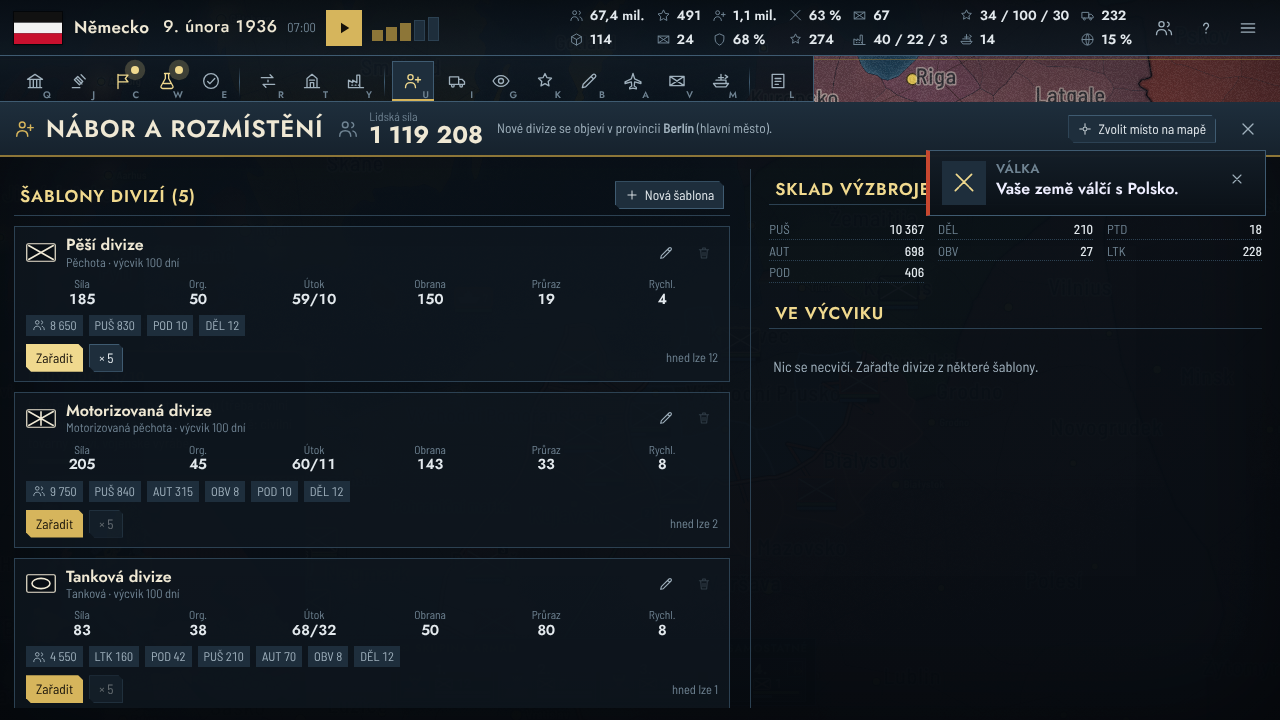 Německo 9. února 1936 07:00
67,4 mil. 491 1,1 mil. 63 % 67 34 / 100 / 30 232
114 24 68 % 274 40 / 22 / 3 14 15 %
?
Q J C W E R T Y U I G K B A V M L
Riga
Latgale
NÁBOR A ROZMÍSTĚNÍ
Lidská síla
1 119 208
Nové divize se objeví v provincii Berlín (hlavní město).
Zvolit místo na mapě
VÁLKA
Vaše země válčí s Polsko.
ŠABLONY DIVIZÍ (5)
Nová šablona
Pěší divize
Pěchota · výcvik 100 dní
Síla Org. Útok Obrana Průraz Rychl.
185 50 59/10 150 19 4
8 650 PUŠ 830 POD 10 DĚL 12
Zařadit × 5 hned lze 12
Motorizovaná divize
Motorizovaná pěchota · výcvik 100 dní
Síla Org. Útok Obrana Průraz Rychl.
205 45 60/11 143 33 8
9 750 PUŠ 840 AUT 315 OBV 8 POD 10 DĚL 12
Zařadit × 5 hned lze 2
Tanková divize
Tanková · výcvik 100 dní
Síla Org. Útok Obrana Průraz Rychl.
83 38 68/32 50 80 8
4 550 LTK 160 POD 42 PUŠ 210 AUT 70 OBV 8 DĚL 12
Zařadit × 5 hned lze 1
SKLAD VÝZBROJE
PUŠ 10 367 DĚL 210 PTD 18
AUT 698 OBV 27 LTK 228
POD 406
VE VÝCVIKU
Nic se necvičí. Zařaďte divize z některé šablony.